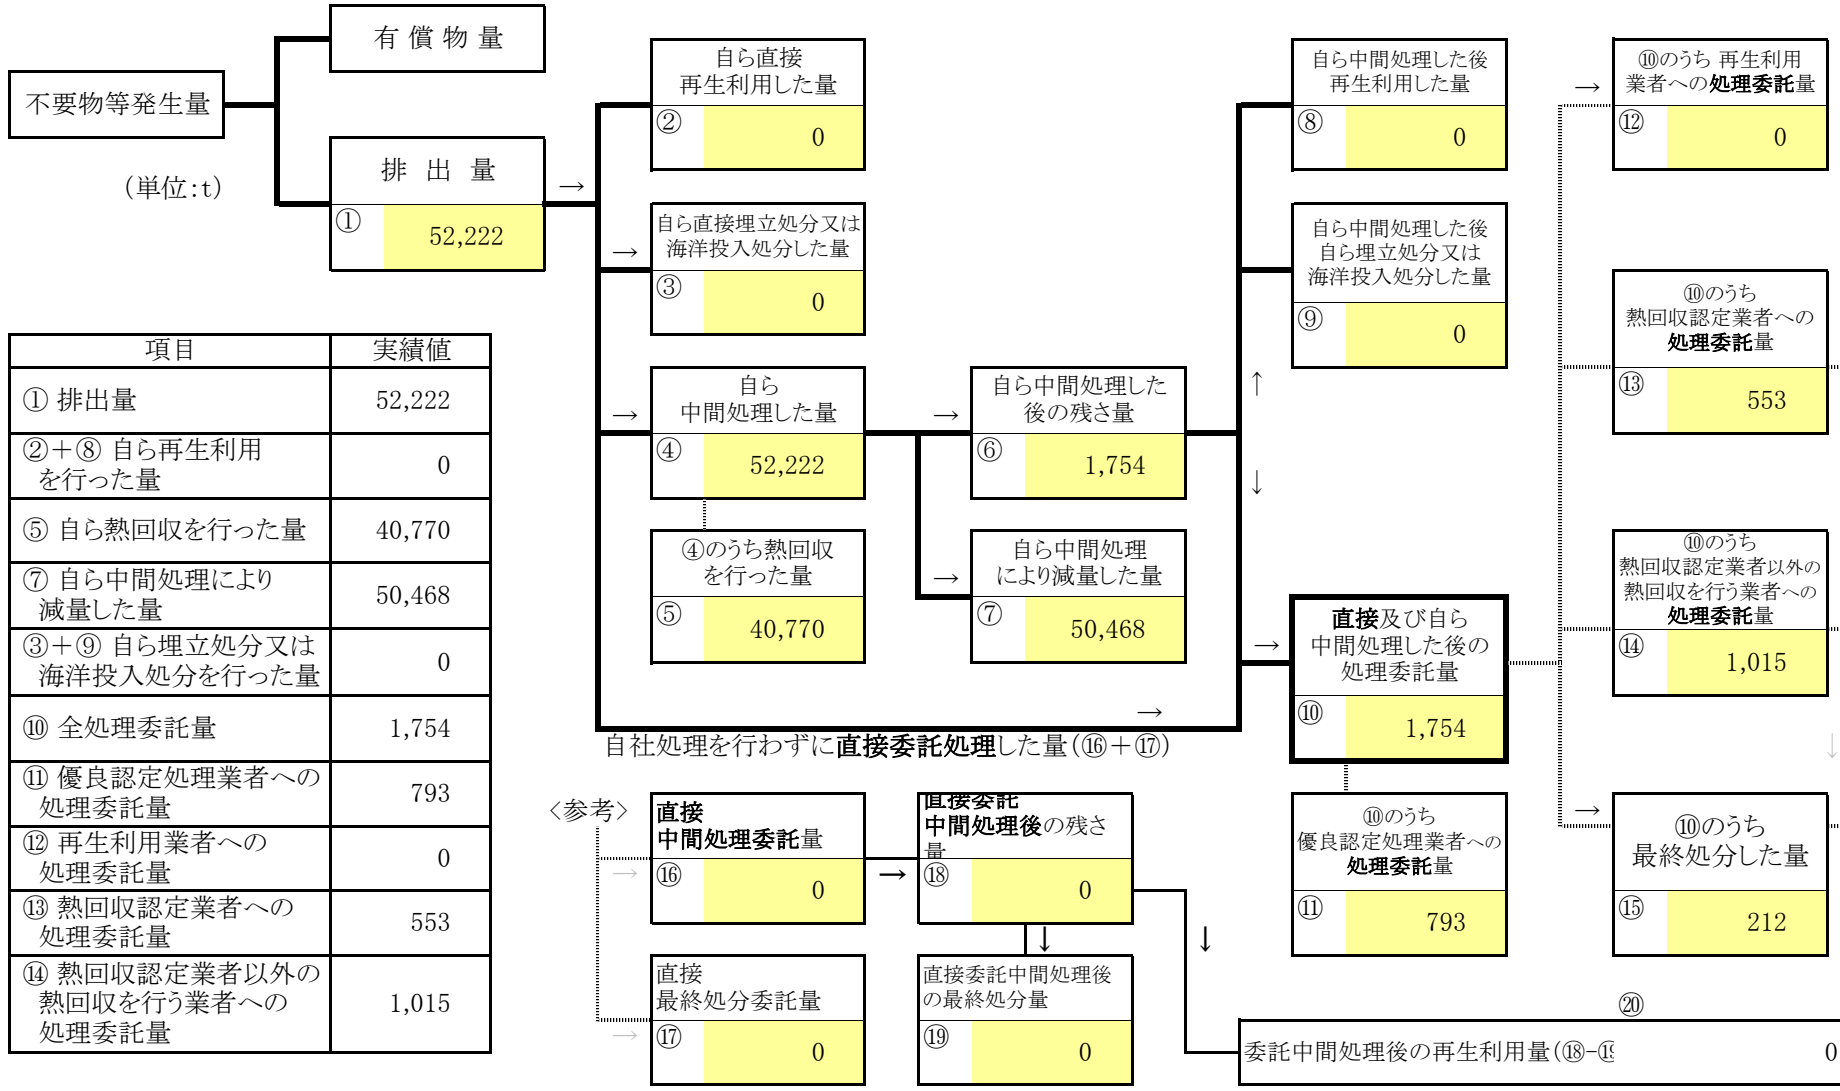 有 償 物 量
不要物等発生量
排 出 量
① 52,222
(単位:t)
→
自ら直接
再生利用した量
② 0
→
自ら直接埋立処分又は
海洋投入処分した量
③ 0
→
自ら
中間処理した量
④ 52,222
④のうち熱回収
を行った量
⑤ 40,770
→
自ら中間処理した
後の残さ量
⑥ 1,754
→
自ら中間処理
により減量した量
⑦ 50,468
自ら中間処理した後
再生利用した量
⑧ 0
自ら中間処理した後
自ら埋立処分又は
海洋投入処分した量
⑨ 0
↑
↓
→
直接及び自ら
中間処理した後の
処理委託量
⑩ 1,754
⑩のうち
優良認定処理業者への
処理委託量
⑪ 793
→
⑩のうち 再生利用
業者への処理委託量
⑫ 0
⑩のうち
熱回収認定業者への
処理委託量
⑬ 553
⑩のうち
熱回収認定業者以外の
熱回収を行う業者への
処理委託量
⑭ 1,015
↓
→
⑩のうち
最終処分した量
⑮ 212
→
自社処理を行わずに直接委託処理した量(⑯+⑰)
〈参考〉
→
直接
中間処理委託量
⑯ 0
→
直接委託
中間処理後の残さ
量
⑱ 0
→
直接
最終処分委託量
⑰ 0
↓
直接委託中間処理後
の最終処分量
⑲ 0
↓
⑳
委託中間処理後の再生利用量(⑱-⑲
0
項目 実績値
① 排出量 52,222
②+⑧ 自ら再生利用
を行った量 0
⑤ 自ら熱回収を行った量 40,770
⑦ 自ら中間処理により
減量した量 50,468
③+⑨ 自ら埋立処分又は
海洋投入処分を行った量 0
⑩ 全処理委託量 1,754
⑪ 優良認定処理業者への
処理委託量 793
⑫ 再生利用業者への
処理委託量 0
⑬ 熱回収認定業者への
処理委託量 553
⑭ 熱回収認定業者以外の
熱回収を行う業者への
処理委託量 1,015